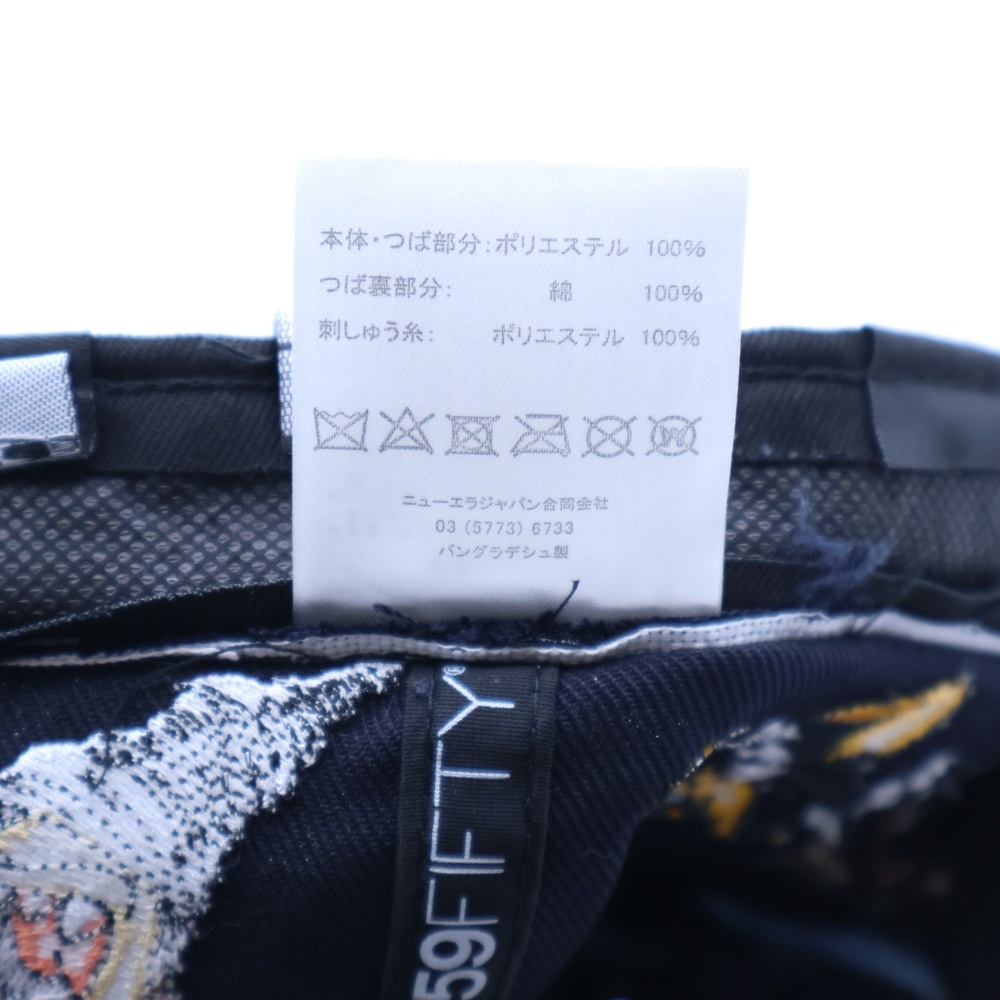 本体・つば部分:ポリエステル 100%
つば裏部分: 綿 100%
刺しゅう糸: ポリエステル 100%
W
ニューエラジャパン合同会社
03 (5773) 6733
バングラデシュ製
59FIFTY®